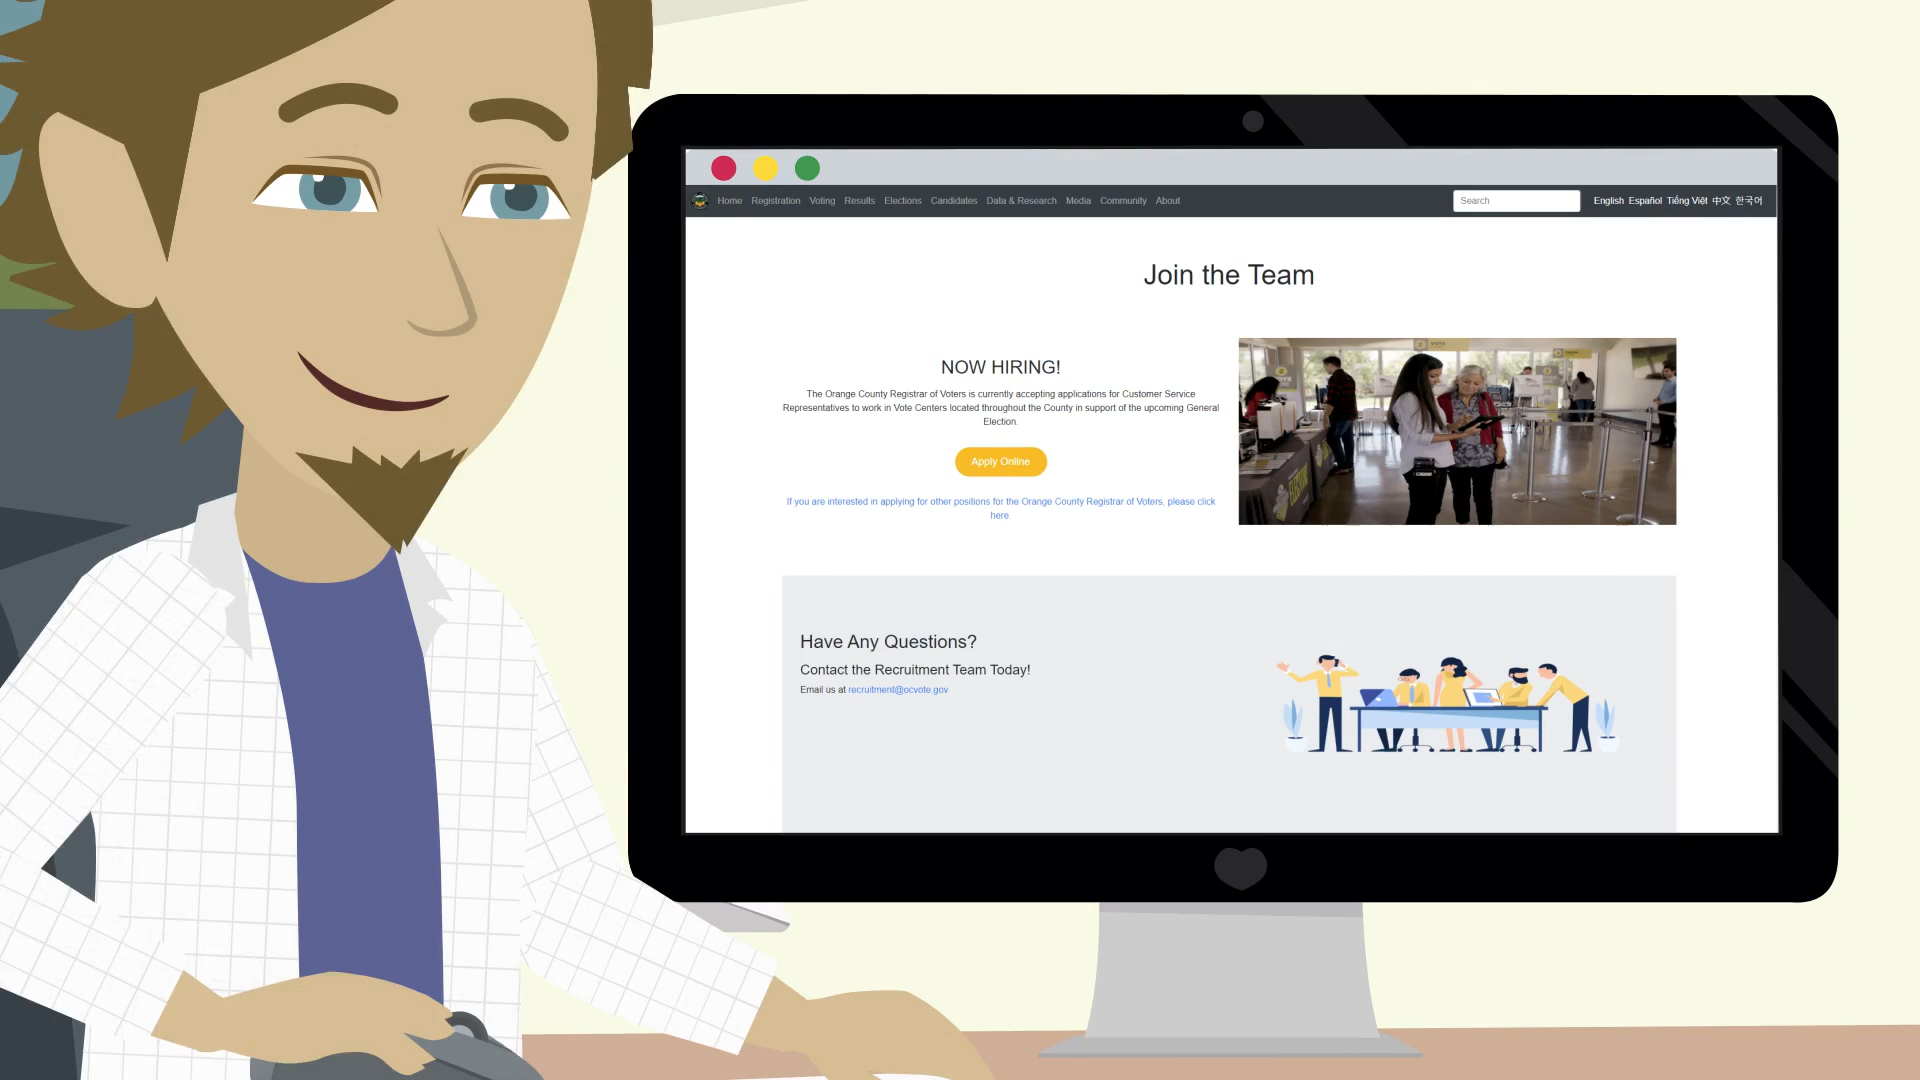 Home Registration Voting Results Elections Candidates Data & Research Media Community About Search English Español Tiếng Việt 中文 한국어
Join the Team
NOW HIRING!
The Orange County Registrar of Voters is currently accepting applications for Customer Service
Representatives to work in Vote Centers located throughout the County in support of the upcoming General
Election.
Apply Online
If you are interested in applying for other positions for the Orange County Registrar of Voters, please click
here.
Have Any Questions?
Contact the Recruitment Team Today!
Email us at recruitment@ocvote.gov